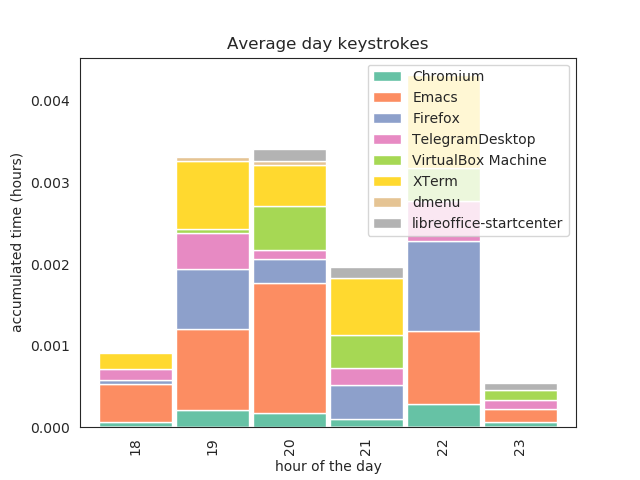 Average day keystrokes
Chromium
Emacs
Firefox
TelegramDesktop
VirtualBox Machine
XTerm
dmenu
libreoffice-startcenter
accumulated time (hours)
0.004
0.003
0.002
0.001
0.000
18 19 20 21 22 23
hour of the day